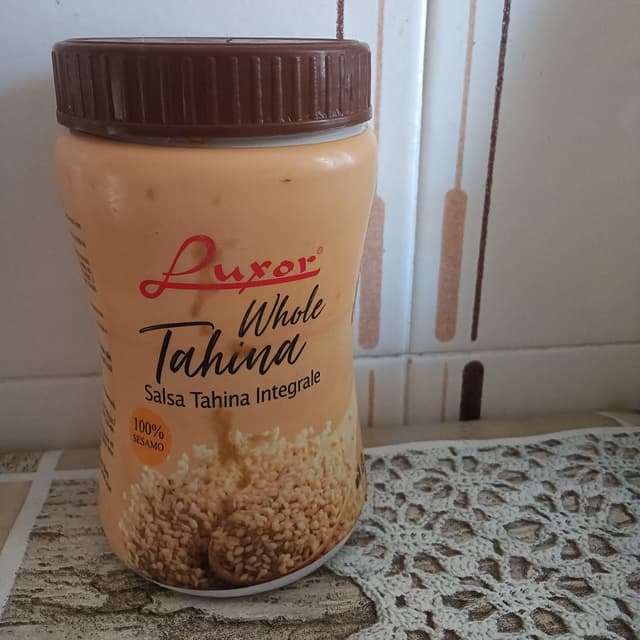 Luxor®
Whole
Tahina
Salsa Tahina Integrale
100%
SESAMO